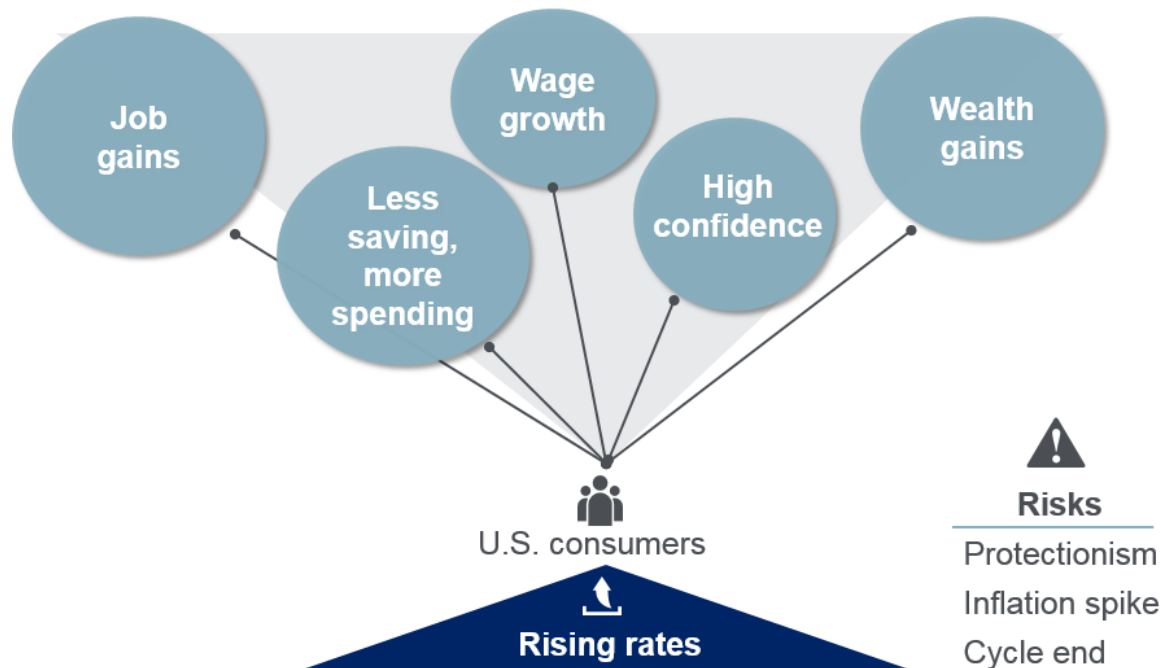 Job
gains
Less
saving,
more
spending
Wage
growth
High
confidence
Wealth
gains
U.S. consumers
Rising rates
Risks
Protectionism
Inflation spike
Cycle end